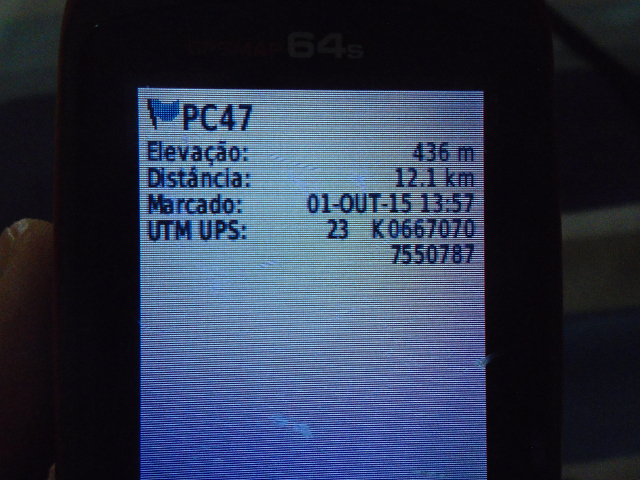 64s
PC47
Elevação: 436 m
Distância: 12.1 km
Marcado: 01-OUT-15 13:57
UTM UPS: 23 K 0667070
7550787